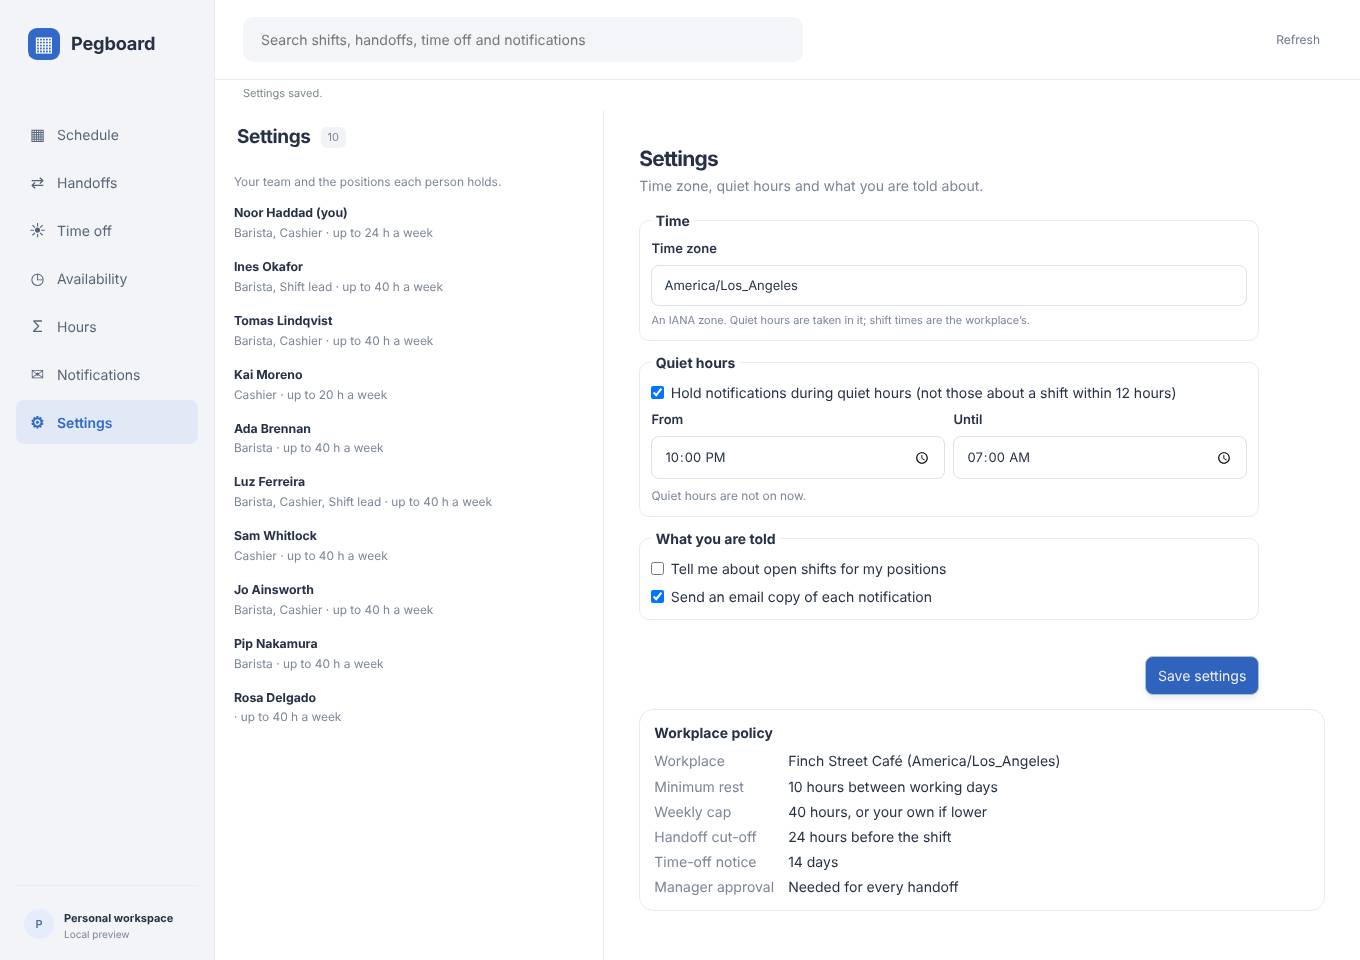 Pegboard
Schedule
Handoffs
Time off
Availability
Hours
Notifications
Settings
Personal workspace
P
Local preview
Search shifts, handoffs, time off and notifications
Refresh
Settings saved.
Settings 10
Your team and the positions each person holds.
Noor Haddad (you)
Barista, Cashier · up to 24 h a week
Ines Okafor
Barista, Shift lead · up to 40 h a week
Tomas Lindqvist
Barista, Cashier · up to 40 h a week
Kai Moreno
Cashier · up to 20 h a week
Ada Brennan
Barista · up to 40 h a week
Luz Ferreira
Barista, Cashier, Shift lead · up to 40 h a week
Sam Whitlock
Cashier · up to 40 h a week
Jo Ainsworth
Barista, Cashier · up to 40 h a week
Pip Nakamura
Barista · up to 40 h a week
Rosa Delgado
· up to 40 h a week
Settings
Time zone, quiet hours and what you are told about.
Time
Time zone
America/Los_Angeles
An IANA zone. Quiet hours are taken in it; shift times are the workplace’s.
Quiet hours
Hold notifications during quiet hours (not those about a shift within 12 hours)
From Until
10:00 PM 07:00 AM
Quiet hours are not on now.
What you are told
Tell me about open shifts for my positions
Send an email copy of each notification
Save settings
Workplace policy
Workplace Finch Street Café (America/Los_Angeles)
Minimum rest 10 hours between working days
Weekly cap 40 hours, or your own if lower
Handoff cut-off 24 hours before the shift
Time-off notice 14 days
Manager approval Needed for every handoff